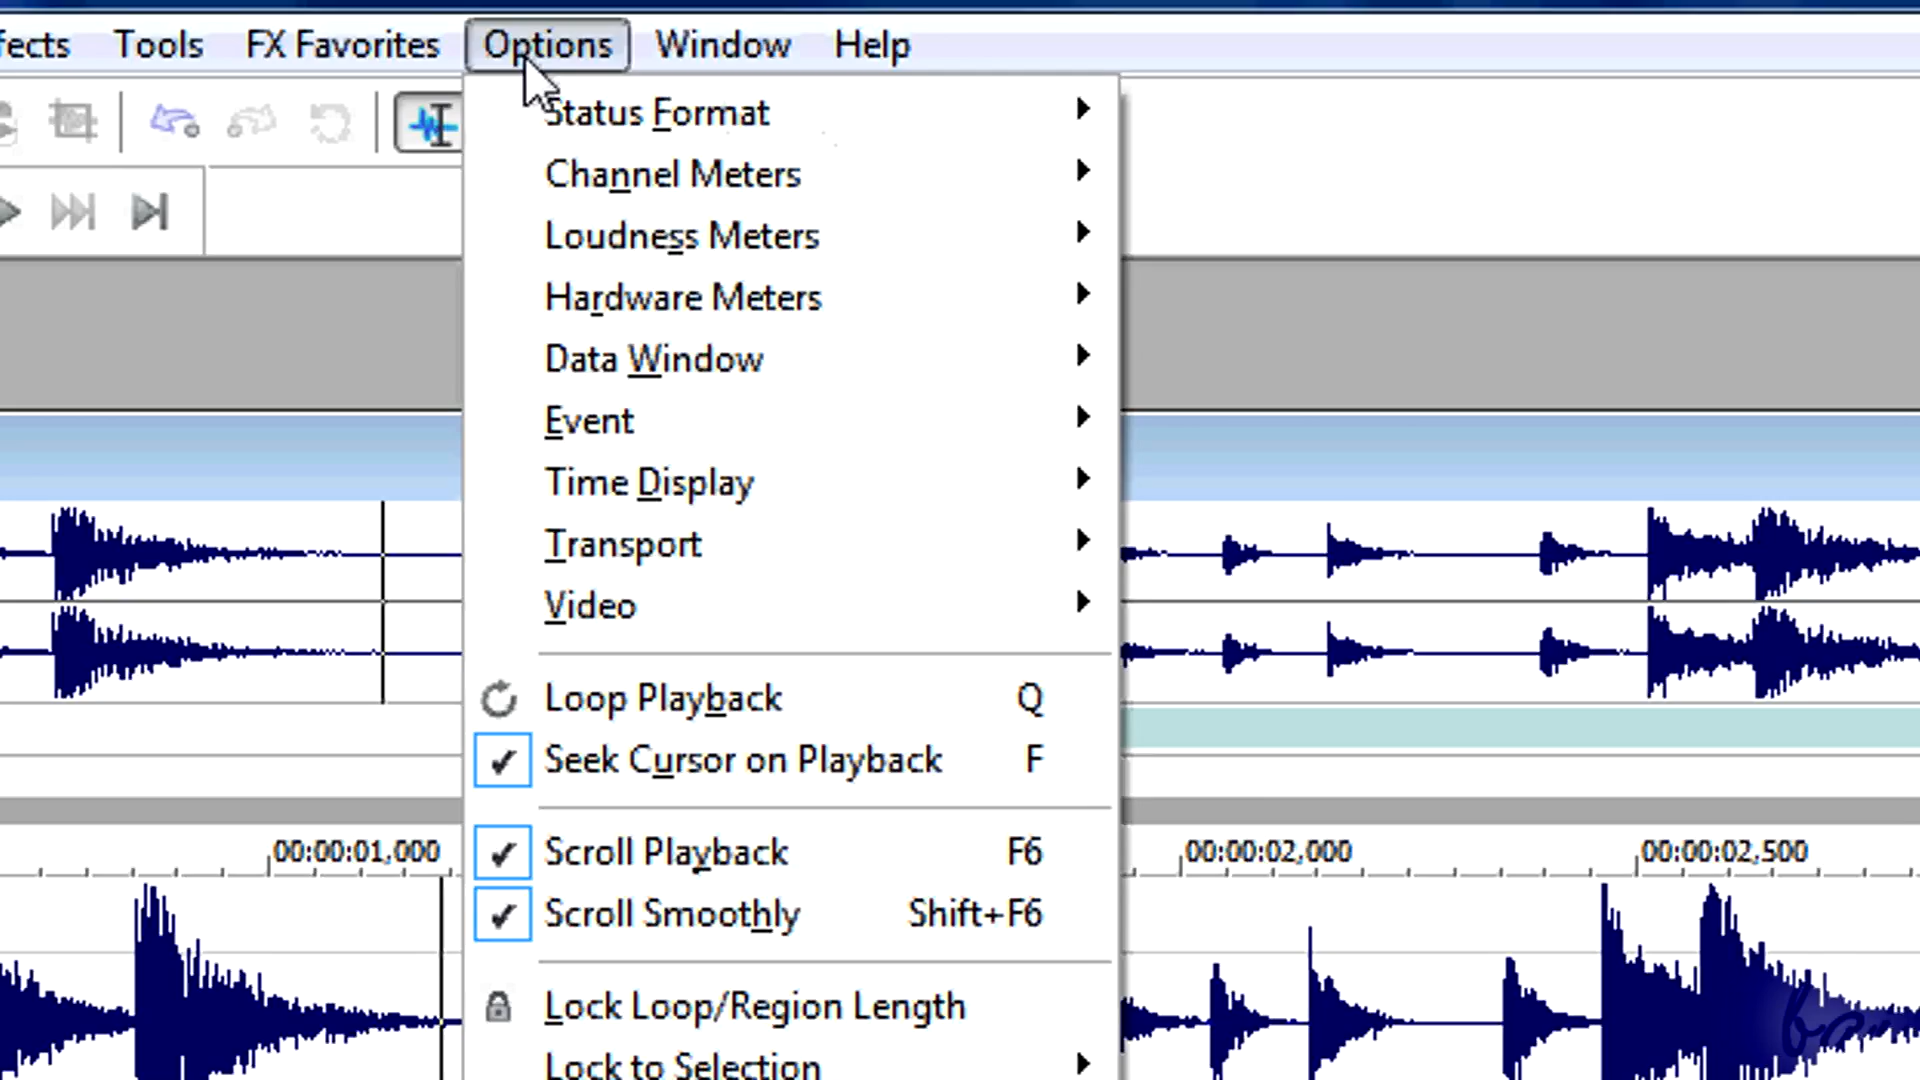 fects Tools FX Favorites Options Window Help
Status Format
Channel Meters
Loudness Meters
Hardware Meters
Data Window
Event
Time Display
Transport
Video
Loop Playback Q
Seek Cursor on Playback F
Scroll Playback F6
Scroll Smoothly Shift+F6
Lock Loop/Region Length
Lock to Selection
00:00:01,000 00:00:02,000 00:00:02,500